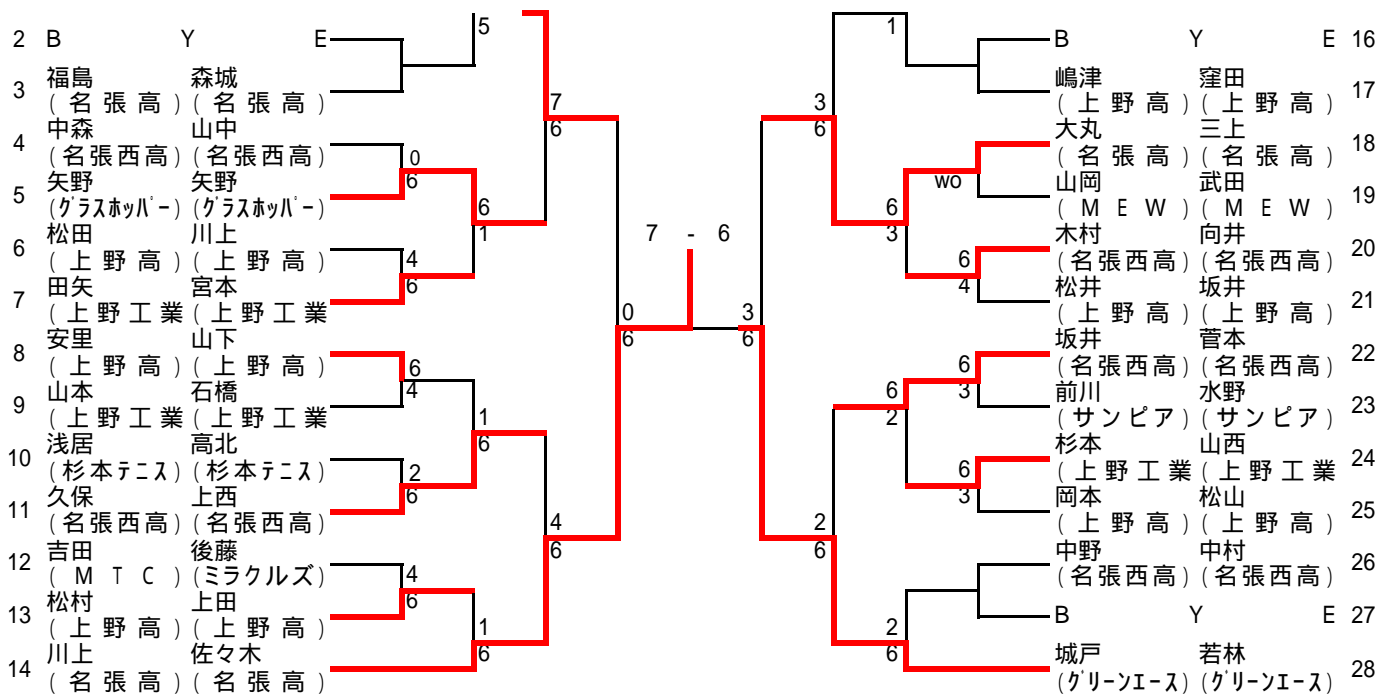 5
2 B Y E
福島 森城
3 (名張高)(名張高)
7
6
中森 山中
4 (名張西高)(名張西高)
0
6
矢野 矢野
5 (グラスホッパー)(グラスホッパー)
6
1
松田 川上
6 (上野高)(上野高)
4
6
田矢 宮本
7 (上野工業(上野工業
0
6
安里 山下
8 (上野高)(上野高)
6
4
山本 石橋
9 (上野工業(上野工業
1
6
浅居 高北
10 (杉本テニス)(杉本テニス)
2
6
久保 上西
11 (名張西高)(名張西高)
4
6
吉田 後藤
12 (MTC)(ミラクルズ)
4
6
松村 上田
13 (上野高)(上野高)
1
6
川上 佐々木
14 (名張高)(名張高)
7 - 6
1
B Y E 16
嶋津 窪田
(上野高)(上野高) 17
3
6
大丸 三上
(名張高)(名張高) 18
wo
山岡 武田
(MEW)(MEW) 19
6
3
木村 向井
(名張西高)(名張西高) 20
6
4
松井 坂井
(上野高)(上野高) 21
3
6
坂井 菅本
(名張西高)(名張西高) 22
6
3
前川 水野
(サンピア)(サンピア) 23
6
2
杉本 山西
(上野工業(上野工業 24
6
3
岡本 松山
(上野高)(上野高) 25
2
6
中野 中村
(名張西高)(名張西高) 26
B Y E 27
2
6
城戸 若林
(グリーンエース)(グリーンエース) 28